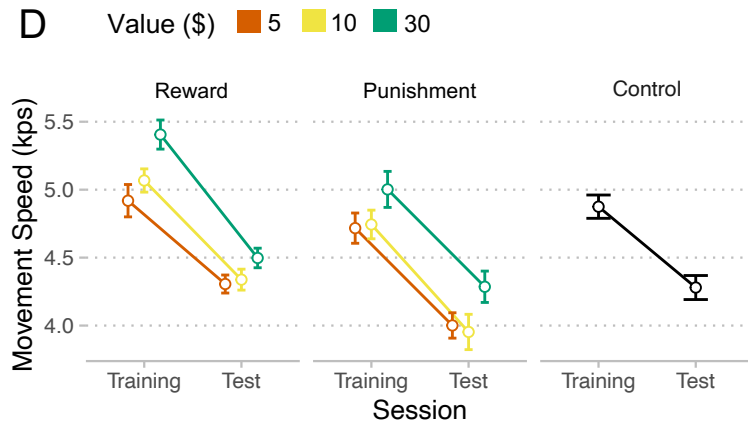 D Value ($) 5 10 30
Reward Punishment Control
Movement Speed (kps)
5.5
5.0
4.5
4.0
Training Test Training Test Training Test
Session